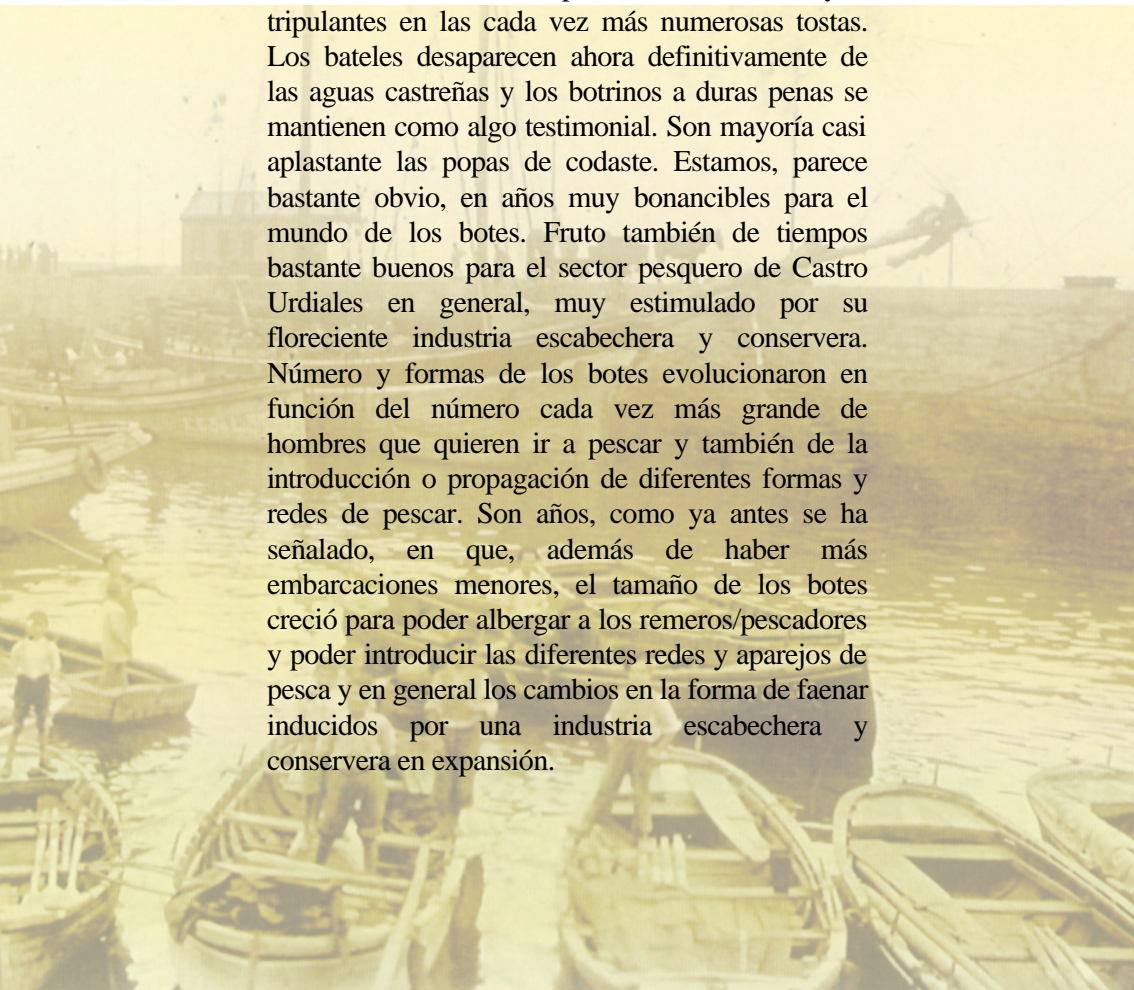 tripulantes en las cada vez más numerosas tostas.
Los bateles desaparecen ahora definitivamente de
las aguas castreñas y los botrinos a duras penas se
mantienen como algo testimonial. Son mayoría casi
aplastante las popas de codaste. Estamos, parece
bastante obvio, en años muy bonancibles para el
mundo de los botes. Fruto también de tiempos
bastante buenos para el sector pesquero de Castro
Urdiales en general, muy estimulado por su
floreciente industria escabechera y conservera.
Número y formas de los botes evolucionaron en
función del número cada vez más grande de
hombres que quieren ir a pescar y también de la
introducción o propagación de diferentes formas y
redes de pescar. Son años, como ya antes se ha
señalado, en que, además de haber más
embarcaciones menores, el tamaño de los botes
creció para poder albergar a los remeros/pescadores
y poder introducir las diferentes redes y aparejos de
pesca y en general los cambios en la forma de faenar
inducidos por una industria escabechera y
conservera en expansión.